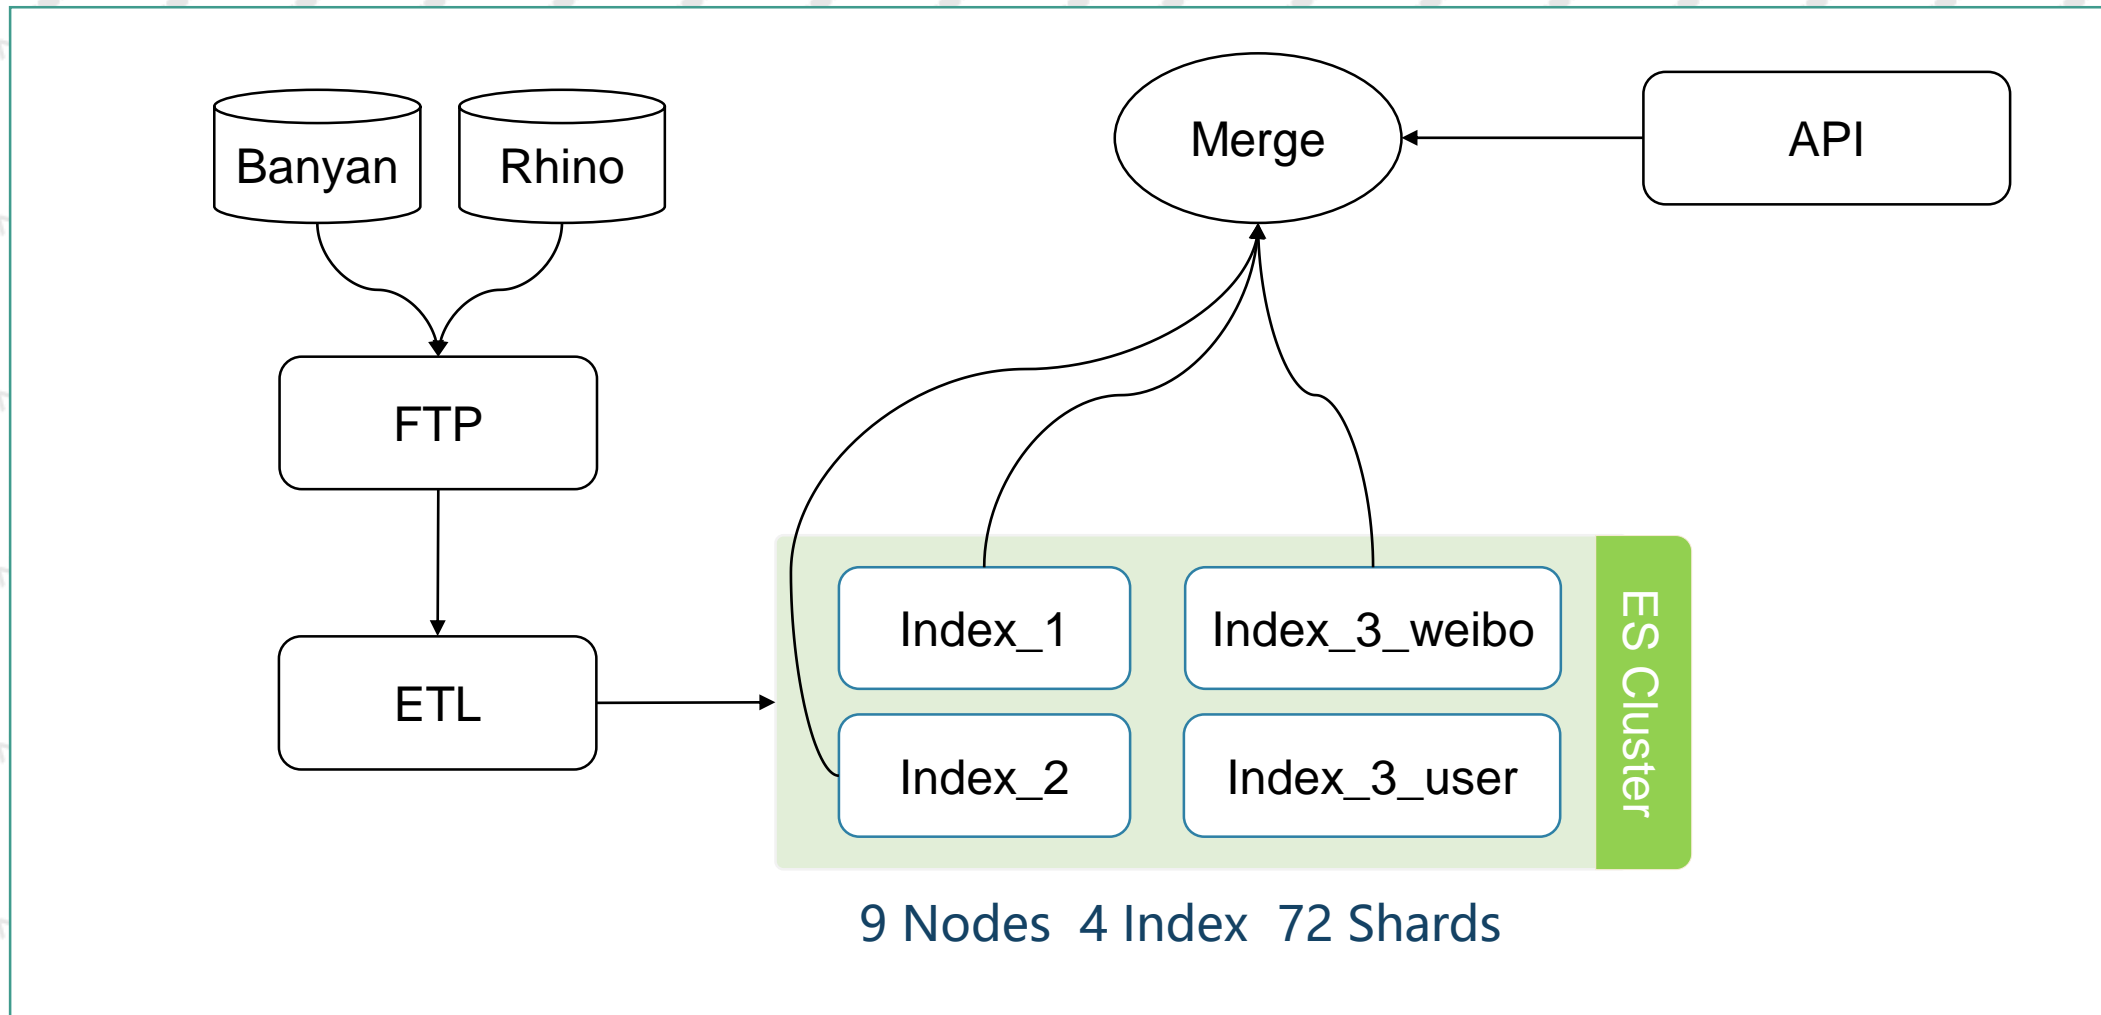 Banyan
Rhino
Merge
API
FTP
ETL
Index_1
Index_3_weibo
Index_2
Index_3_user
ES Cluster
9 Nodes 4 Index 72 Shards